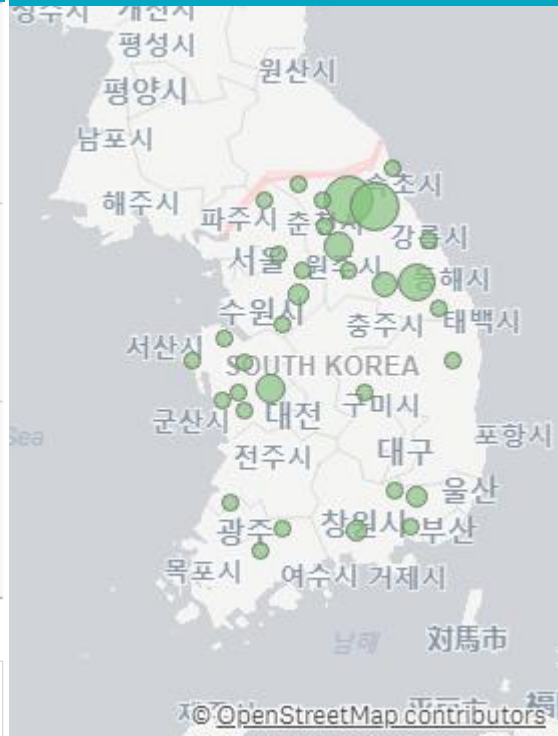 평성시
원산시
평양시
남포시
해주시
파주시
속초시
강릉시
서울
원주시
동해시
수원시
충주시
태백시
서산시
SOUTH KOREA
대전
구미시
군산시
Sea
전주시
대구
포항시
울산
광주
창원시
부산
목포시
여수시
거제시
남해
対馬市
© OpenStreetMap contributors